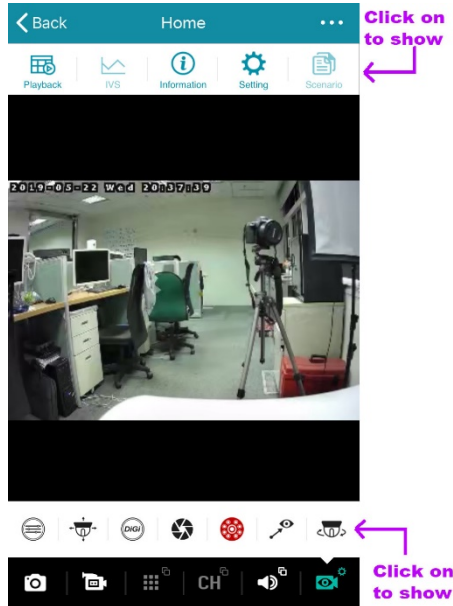 Back Home ... Click on
to show
Playback IVS Information Setting Scenario
2019-05-22 Wed 20:37:39
DIGI
CH
Click on
to show